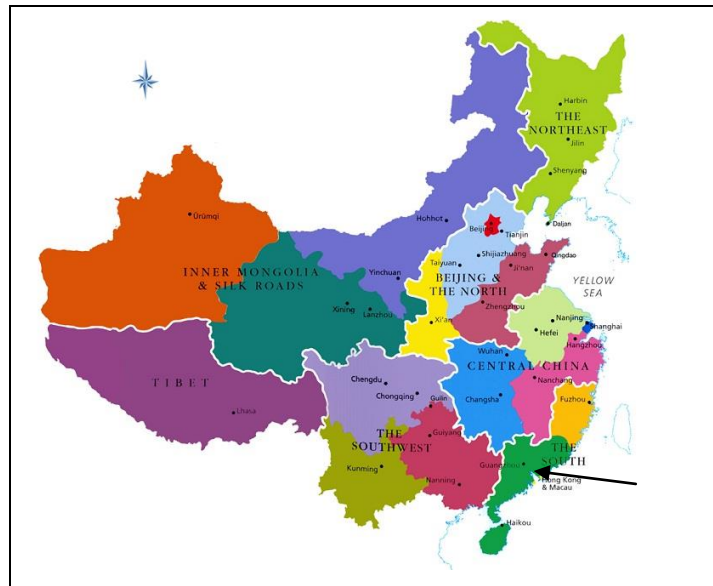 Harbin
THE
NORTHEAST
Jilin
Shenyang
Ürümqi
Hohhot
Beijing
Tianjin
Dalian
Shijiazhuang
Taiyuan
Ji'nan
Qingdao
INNER MONGOLIA
& SILK ROADS
Yinchuan
BEIJING &
THE NORTH
YELLOW
SEA
Xining
Lanzhou
Zhengzhou
Xi'an
Nanjing
Shanghai
Hefei
Hangzhou
Wuhan
CENTRAL CHINA
TIBET
Chengdu
Chongqing
Nanchang
Changsha
Gulin
Fuzhou
Lhasa
THE
SOUTHWEST
Guiyang
THE
SOUTH
Kunming
Guangzhou
Nanning
Hong Kong
& Macau
Haikou